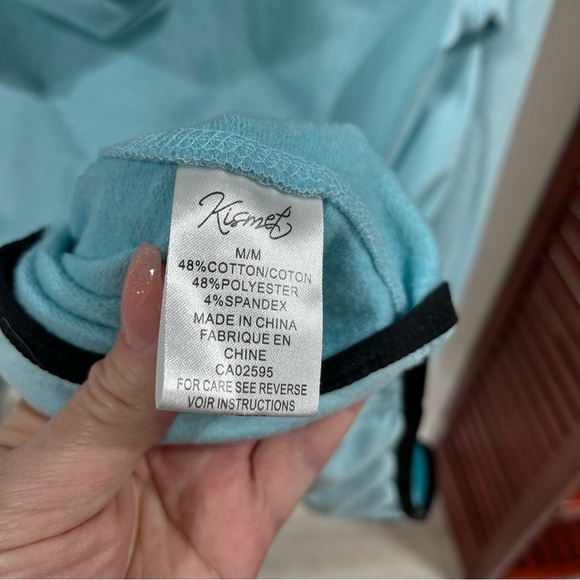 Kismet
M/M
48%COTTON/COTON
48%POLYESTER
4%SPANDEX
MADE IN CHINA
FABRIQUE EN
CHINE
CA02595
FOR CARE SEE REVERSE
VOIR INSTRUCTIONS